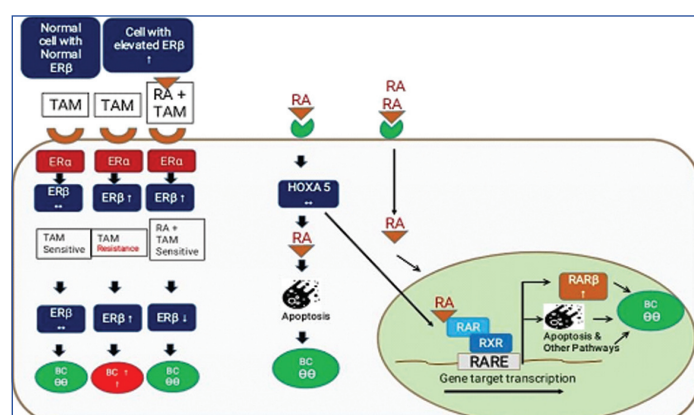 Normal
cell with
Normal
ERβ
Cell with
elevated ERβ
↑
TAM
TAM
RA +
TAM
ERα
ERα
ERα
ERβ
↔
ERβ ↑
ERβ ↑
TAM
Sensitive
TAM
Resistance
RA +
TAM
Sensitive
ERβ
↔
ERβ ↑
ERβ ↓
BC
ΘΘ
BC ↑
↑
BC
ΘΘ
RA
HOXA 5
↔
RA
Apoptosis
BC
ΘΘ
RA
RA
RA
RA
RAR
RXR
RARE
Gene target transcription
RARβ
↑
Apoptosis &
Other Pathways
BC
ΘΘ